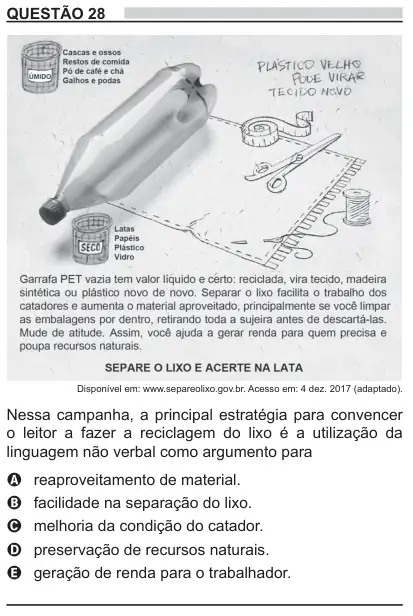 QUESTÃO 28
Cascas e ossos
Restos de comida
Pó de café e chá
Galhos e podas
ÚMIDO
PLÁSTICO VELHO
PODE VIRAR
TECIDO NOVO
Latas
Papéis
Plástico
Vidro
SECO
Garrafa PET vazia tem valor líquido e certo: reciclada, vira tecido, madeira
sintética ou plástico novo de novo. Separar o lixo facilita o trabalho dos
catadores e aumenta o material aproveitado, principalmente se você limpar
as embalagens por dentro, retirando toda a sujeira antes de descartá-las.
Mude de atitude. Assim, você ajuda a gerar renda para quem precisa e
poupa recursos naturais.
SEPARE O LIXO E ACERTE NA LATA
Disponível em: www.separeolixo.gov.br. Acesso em: 4 dez. 2017 (adaptado).
Nessa campanha, a principal estratégia para convencer
o leitor a fazer a reciclagem do lixo é a utilização da
linguagem não verbal como argumento para
A reaproveitamento de material.
B facilidade na separação do lixo.
C melhoria da condição do catador.
D preservação de recursos naturais.
E geração de renda para o trabalhador.